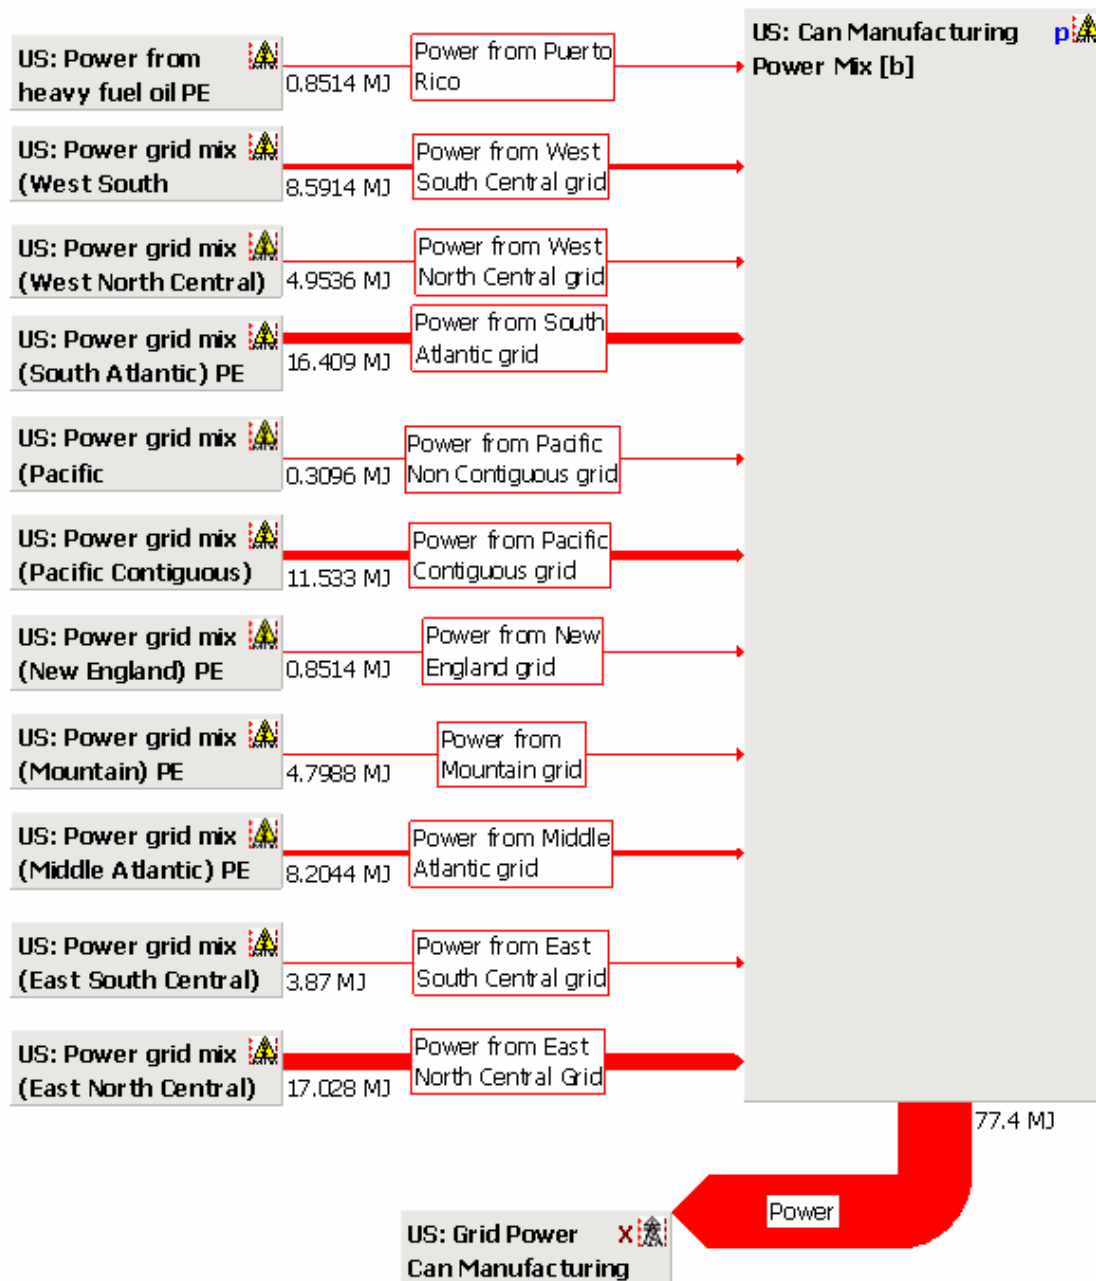 US: Power from
heavy fuel oil PE
0.8514 MJ
Power from Puerto
Rico
US: Can Manufacturing
Power Mix [b]
p
US: Power grid mix
(West South
8.5914 MJ
Power from West
South Central grid
US: Power grid mix
(West North Central)
4.9536 MJ
Power from West
North Central grid
US: Power grid mix
(South Atlantic) PE
16.409 MJ
Power from South
Atlantic grid
US: Power grid mix
(Pacific
0.3096 MJ
Power from Pacific
Non Contiguous grid
US: Power grid mix
(Pacific Contiguous)
11.533 MJ
Power from Pacific
Contiguous grid
US: Power grid mix
(New England) PE
0.8514 MJ
Power from New
England grid
US: Power grid mix
(Mountain) PE
4.7988 MJ
Power from
Mountain grid
US: Power grid mix
(Middle Atlantic) PE
8.2044 MJ
Power from Middle
Atlantic grid
US: Power grid mix
(East South Central)
3.87 MJ
Power from East
South Central grid
US: Power grid mix
(East North Central)
17.028 MJ
Power from East
North Central Grid
77.4 MJ
Power
US: Grid Power X
Can Manufacturing